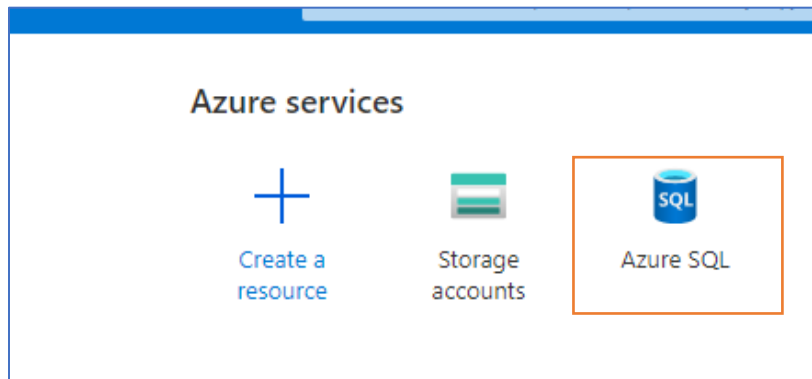 Azure services
Create a
resource
Storage
accounts
SQL
Azure SQL